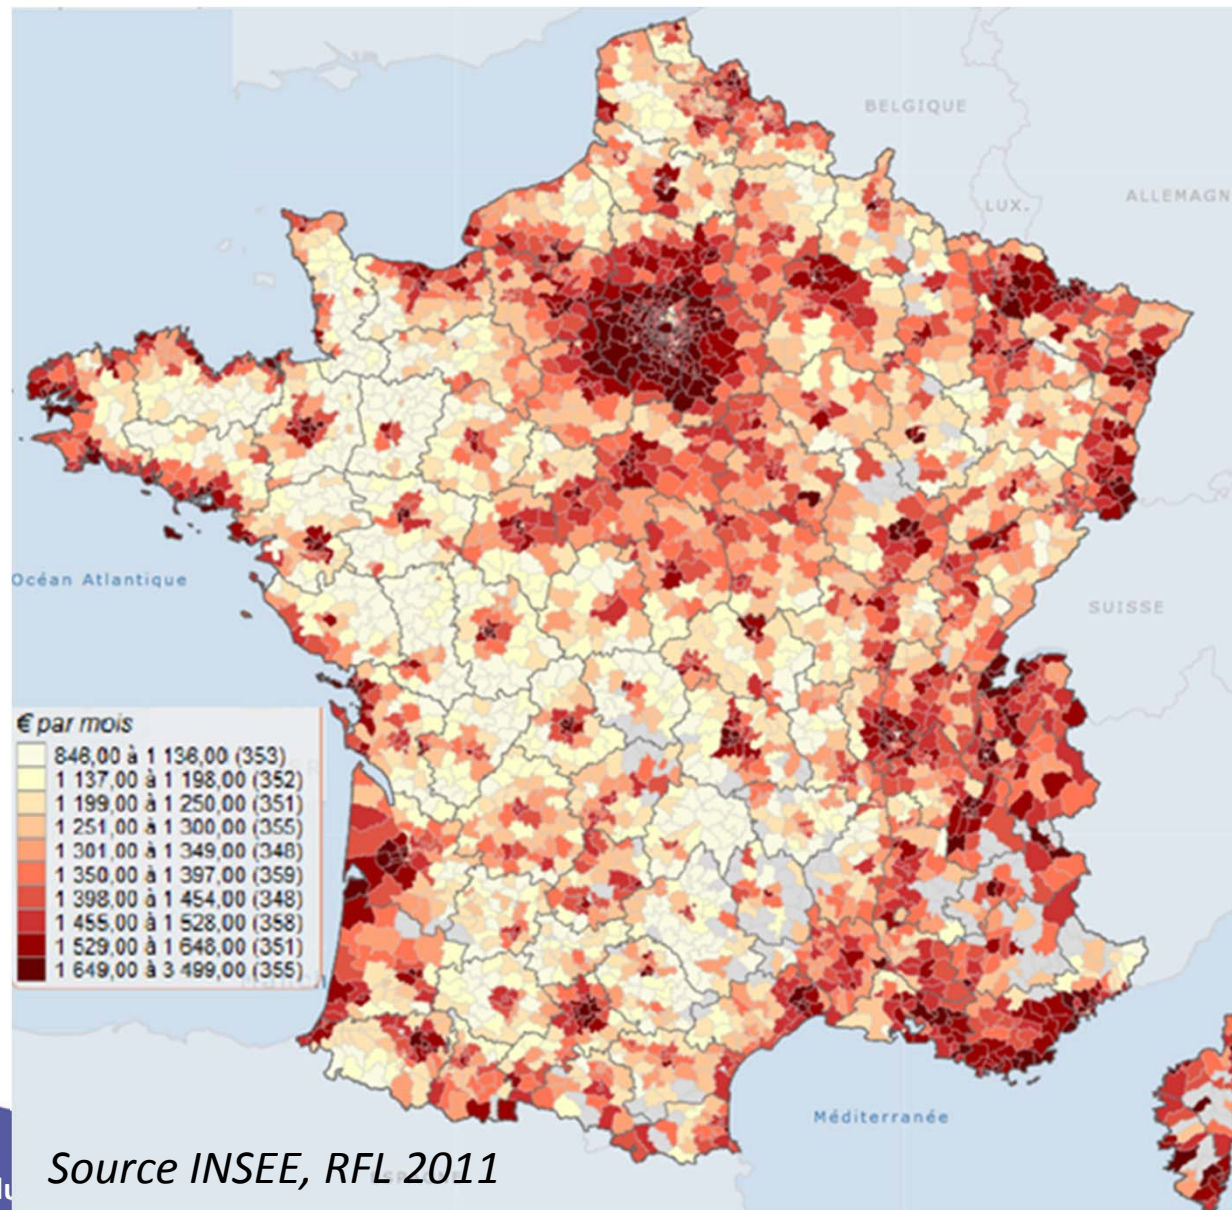 BELGIQUE
ALLEMAGN
LUX.
Océan Atlantique
SUISSE
€ par mois
846,00 à 1 136,00 (353)
1 137,00 à 1 198,00 (352)
1 199,00 à 1 250,00 (351)
1 251,00 à 1 300,00 (355)
1 301,00 à 1 349,00 (348)
1 350,00 à 1 397,00 (359)
1 398,00 à 1 454,00 (348)
1 455,00 à 1 528,00 (358)
1 529,00 à 1 648,00 (351)
1 649,00 à 3 499,00 (355)
Méditerranée
Source INSEE, RFL 2011